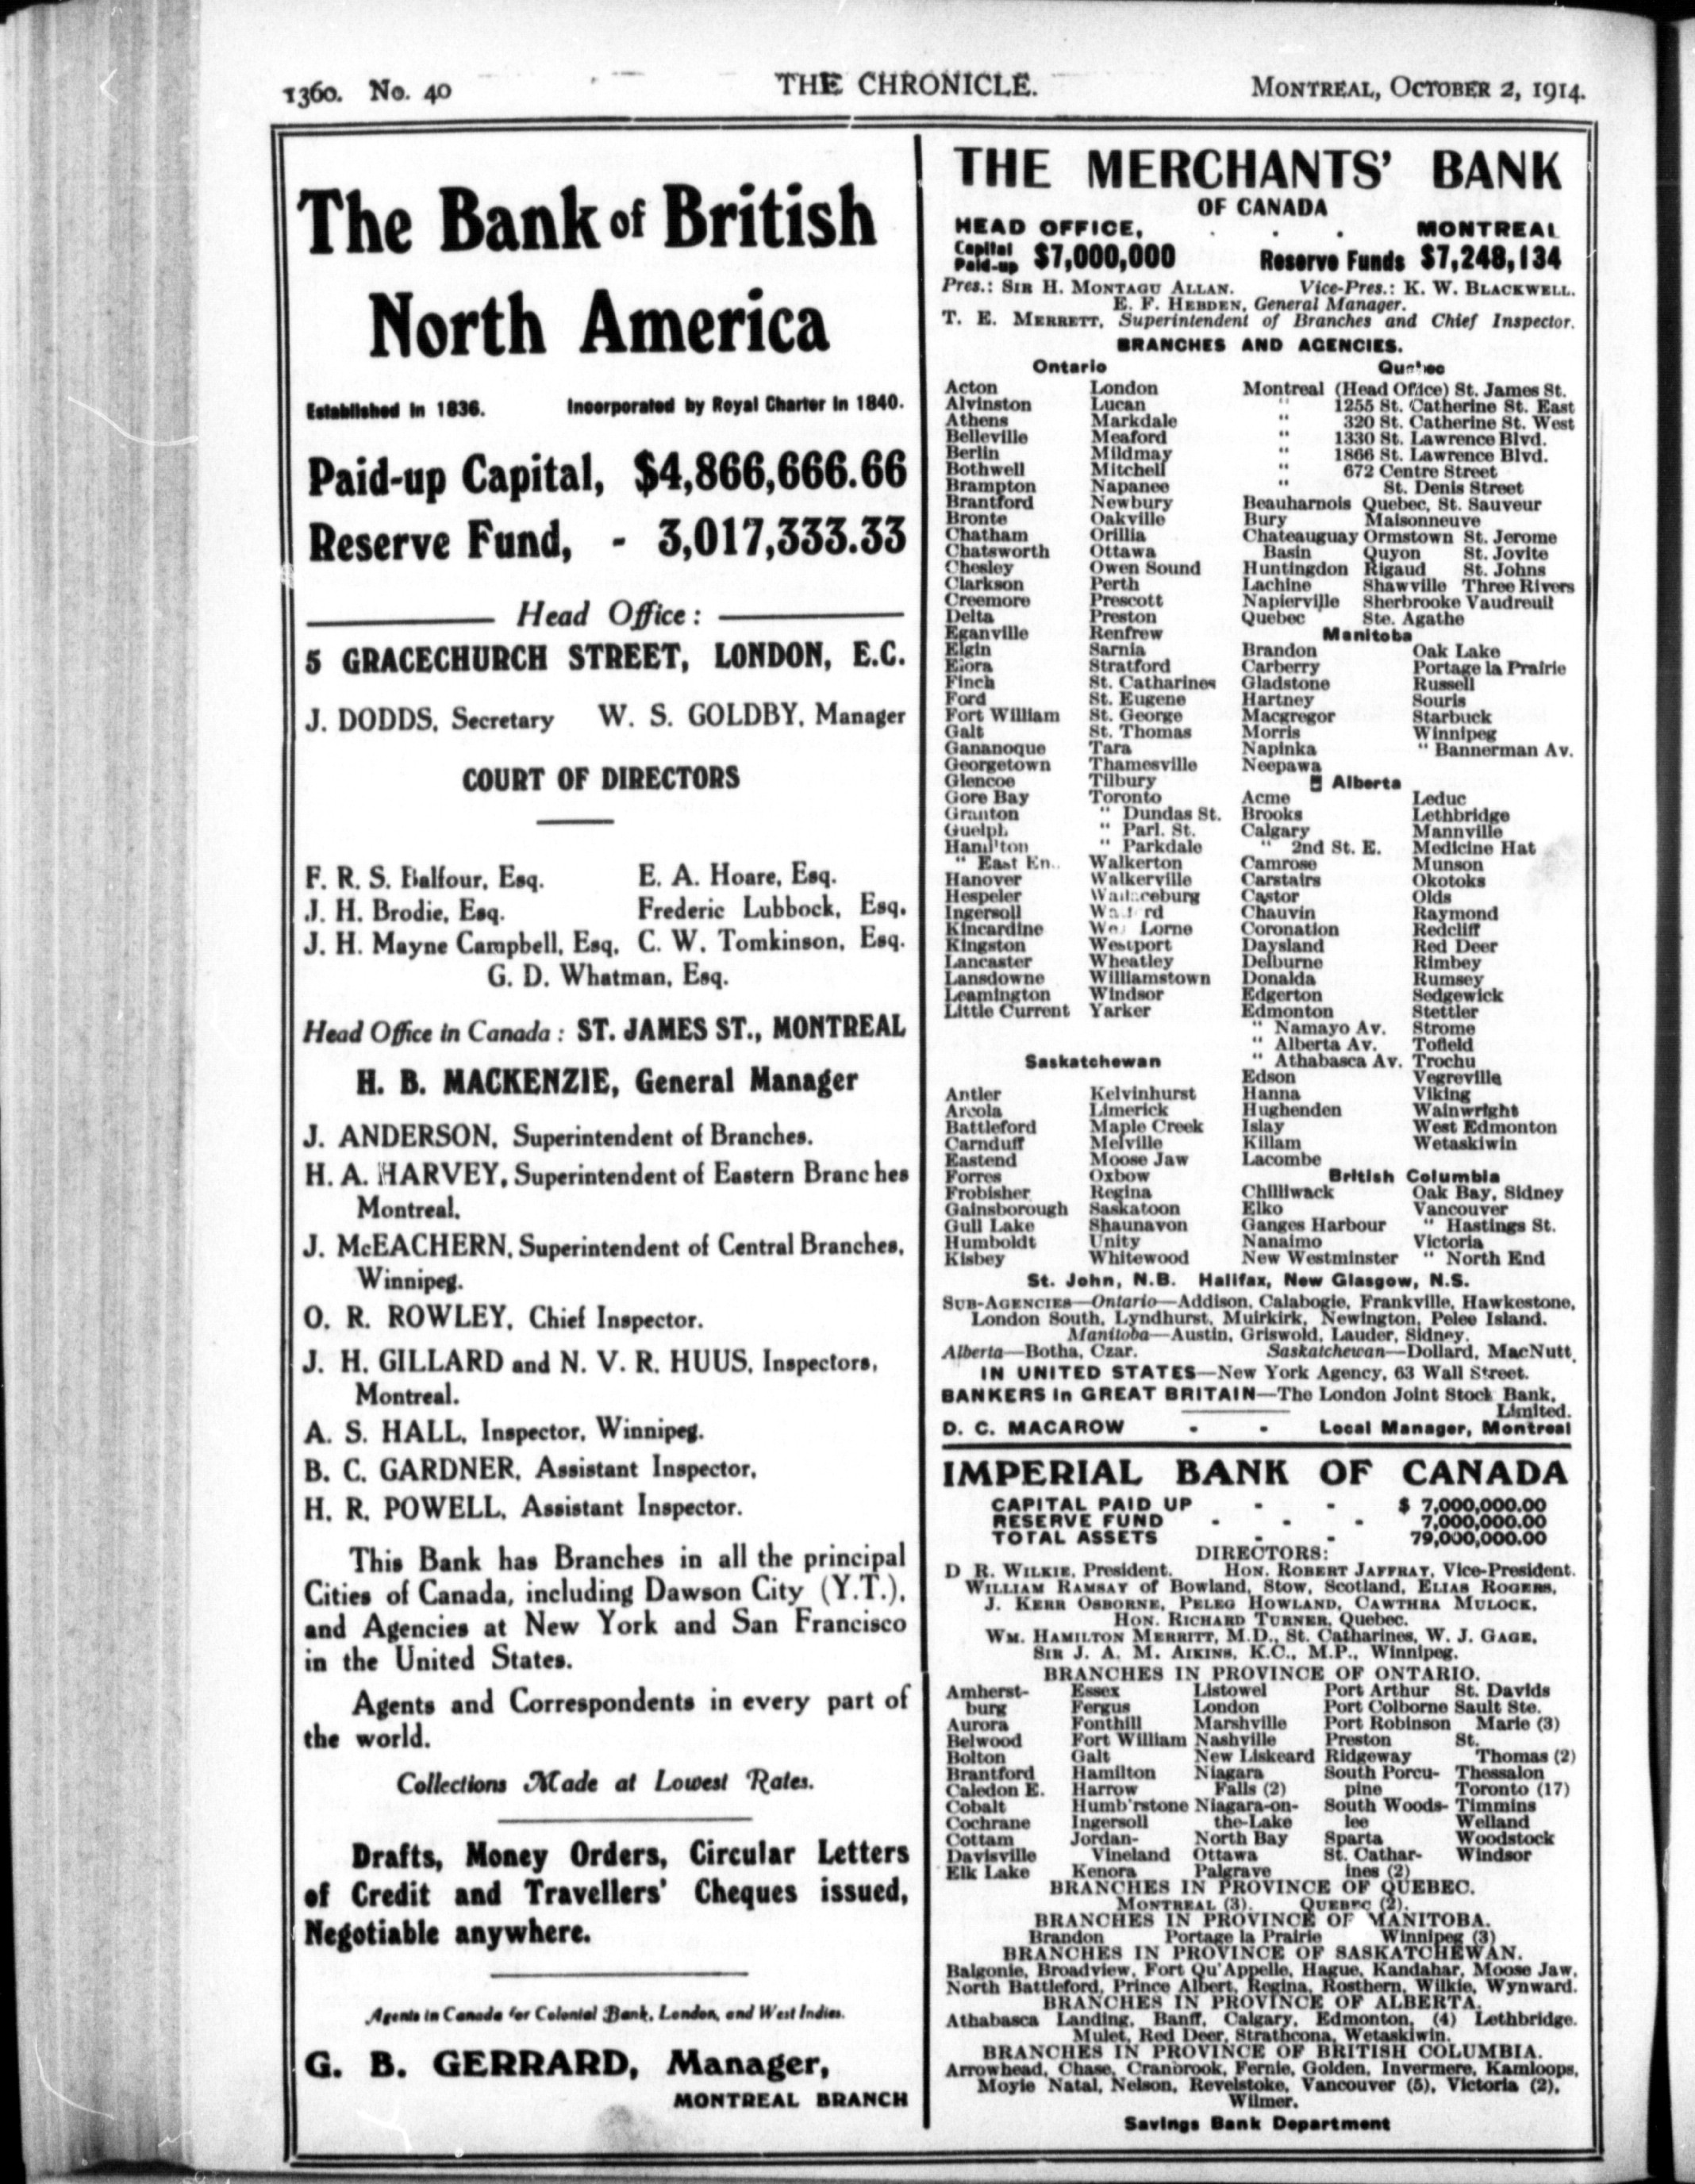 1360. No. 40 THE CHRONICLE. MONTREAL, OCTOBER 2, 1914.
The Bank of British
North America
Established in 1836. Incorporated by Royal Charter in 1840.
Paid-up Capital, $4,866,666.66
Reserve Fund, - 3,017,333.33
Head Office:
5 GRACECHURCH STREET, LONDON, E.C.
J. DODDS, Secretary W. S. GOLDBY, Manager
COURT OF DIRECTORS
F. R. S. Balfour, Esq. E. A. Hoare, Esq.
J. H. Brodie, Esq. Frederic Lubbock, Esq.
J. H. Mayne Campbell, Esq. C. W. Tomkinson, Esq.
G. D. Whatman, Esq.
Head Office in Canada: ST. JAMES ST., MONTREAL
H. B. MACKENZIE, General Manager
J. ANDERSON, Superintendent of Branches.
H. A. HARVEY, Superintendent of Eastern Branches
Montreal.
J. McEACHERN, Superintendent of Central Branches,
Winnipeg.
O. R. ROWLEY, Chief Inspector.
J. H. GILLARD and N. V. R. HUUS, Inspectors,
Montreal.
A. S. HALL, Inspector, Winnipeg.
B. C. GARDNER, Assistant Inspector,
H. R. POWELL, Assistant Inspector.
This Bank has Branches in all the principal
Cities of Canada, including Dawson City (Y.T.),
and Agencies at New York and San Francisco
in the United States.
Agents and Correspondents in every part of
the world.
Collections Made at Lowest Rates.
Drafts, Money Orders, Circular Letters
of Credit and Travellers' Cheques issued,
Negotiable anywhere.
Agents in Canada for Colonial Bank, London, and West Indies.
G. B. GERRARD, Manager,
MONTREAL BRANCH
THE MERCHANTS' BANK
OF CANADA
HEAD OFFICE, . . . MONTREAL
Capital Paid-up $7,000,000 Reserve Funds $7,248,134
Pres.: SIR H. MONTAGU ALLAN. Vice-Pres.: K. W. BLACKWELL.
E. F. HEBDEN, General Manager.
T. E. MERRETT, Superintendent of Branches and Chief Inspector.
BRANCHES AND AGENCIES.
Ontario Quebec
Acton London Montreal (Head Office) St. James St.
Alvinston Lucan " 1255 St. Catherine St. East
Athens Markdale " 320 St. Catherine St. West
Belleville Meaford " 1330 St. Lawrence Blvd.
Berlin Mildmay " 1866 St. Lawrence Blvd.
Bothwell Mitchell " 672 Centre Street
Brampton Napanee " St. Denis Street
Brantford Newbury Beauharnois Quebec, St. Sauveur
Bronte Oakville Bury Maisonneuve
Chatham Orillia Chateauguay Ormstown St. Jerome
Chatsworth Ottawa Basin Quyon St. Jovite
Chesley Owen Sound Huntingdon Rigaud St. Johns
Clarkson Perth Lachine Shawville Three Rivers
Creemore Prescott Napierville Sherbrooke Vaudreuil
Delta Preston Quebec Ste. Agathe
Eganville Renfrew Manitoba
Elgin Sarnia Brandon Oak Lake
Elora Stratford Carberry Portage la Prairie
Finch St. Catharines Gladstone Russell
Ford St. Eugene Hartney Souris
Fort William St. George Macgregor Starbuck
Galt St. Thomas Morris Winnipeg
Gananoque Tara Napinka " Bannerman Av.
Georgetown Thamesville Neepawa
Glencoe Tilbury Alberta
Gore Bay Toronto Acme Leduc
Granton " Dundas St. Brooks Lethbridge
Guelph " Parl. St. Calgary Mannville
Hamilton " Parkdale " 2nd St. E. Medicine Hat
" East Walkerton Camrose Munson
Hanover Walkerville Carstairs Okotoks
Hespeler Wallaceburg Castor Olds
Ingersoll Chauvin Raymond
Kincardine Lorne Coronation Redcliff
Kingston Westport Daysland Red Deer
Lancaster Wheatley Delburne Rimbey
Lansdowne Williamstown Donalda Rumsey
Leamington Windsor Edgerton Sedgewick
Little Current Yarker Edmonton Stettler
" Namayo Av. Strome
" Alberta Av. Tofield
Saskatchewan " Athabasca Av. Trochu
Edson Vegreville
Antler Kelvinhurst Hanna Viking
Arcola Limerick Hughenden Wainwright
Battleford Maple Creek Islay West Edmonton
Carnduff Melville Killam Wetaskiwin
Eastend Moose Jaw Lacombe
Forres Oxbow British Columbia
Frobisher Regina Chilliwack Oak Bay, Sidney
Gainsborough Saskatoon Elko Vancouver
Gull Lake Shaunavon Ganges Harbour " Hastings St.
Humboldt Unity Nanaimo Victoria
Kisbey Whitewood New Westminster " North End
St. John, N.B. Halifax, New Glasgow, N.S.
SUB-AGENCIES—Ontario—Addison, Calabogie, Frankville, Hawkestone,
London South, Lyndhurst, Muirkirk, Newington, Pelee Island.
Manitoba—Austin, Griswold, Lauder, Sidney.
Alberta—Botha, Czar. Saskatchewan—Dollard, MacNutt.
IN UNITED STATES—New York Agency, 63 Wall Street.
BANKERS in GREAT BRITAIN—The London Joint Stock Bank,
Limited.
D. C. MACAROW - - Local Manager, Montreal
IMPERIAL BANK OF CANADA
CAPITAL PAID UP - - $ 7,000,000.00
RESERVE FUND - - - 7,000,000.00
TOTAL ASSETS - - 79,000,000.00
DIRECTORS:
D R. WILKIE, President. HON. ROBERT JAFFRAY, Vice-President.
WILLIAM RAMSAY of Bowland, Stow, Scotland, ELIAS ROGERS,
J. KERR OSBORNE, PELEG HOWLAND, CAWTHRA MULOCK,
HON. RICHARD TURNER, Quebec.
WM. HAMILTON MERRITT, M.D., St. Catharines, W. J. GAGE,
SIR J. A. M. AIKINS, K.C., M.P., Winnipeg.
BRANCHES IN PROVINCE OF ONTARIO.
Amherst- Essex Listowel Port Arthur St. Davids
burg Fergus London Port Colborne Sault Ste.
Aurora Fonthill Marshville Port Robinson Marie (3)
Belwood Fort William Nashville Preston St.
Bolton Galt New Liskeard Ridgeway Thomas (2)
Brantford Hamilton Niagara South Porcu- Thessalon
Caledon E. Harrow Falls (2) pine Toronto (17)
Cobalt Humb'rstone Niagara-on- South Woods- Timmins
Cochrane Ingersoll the-Lake lee Welland
Cottam Jordan- North Bay Sparta Woodstock
Davisville Vineland Ottawa St. Cathar- Windsor
Elk Lake Kenora Palgrave ines (2)
BRANCHES IN PROVINCE OF QUEBEC.
MONTREAL (3). QUEBEC (2).
BRANCHES IN PROVINCE OF MANITOBA.
Brandon Portage la Prairie Winnipeg (3)
BRANCHES IN PROVINCE OF SASKATCHEWAN.
Balgonie, Broadview, Fort Qu'Appelle, Hague, Kandahar, Moose Jaw,
North Battleford, Prince Albert, Regina, Rosthern, Wilkie, Wynward.
BRANCHES IN PROVINCE OF ALBERTA.
Athabasca Landing, Banff, Calgary, Edmonton, (4) Lethbridge.
Mulet, Red Deer, Strathcona, Wetaskiwin.
BRANCHES IN PROVINCE OF BRITISH COLUMBIA.
Arrowhead, Chase, Cranbrook, Fernie, Golden, Invermere, Kamloops,
Moyie Natal, Nelson, Revelstoke, Vancouver (5), Victoria (2),
Wilmer.
Savings Bank Department